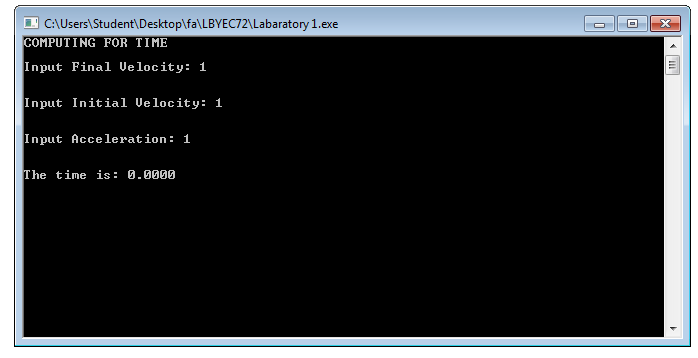 C:\Users\Student\Desktop\fa\LBYEC72\Labaratory 1.exe
COMPUTING FOR TIME
Input Final Velocity: 1
Input Initial Velocity: 1
Input Acceleration: 1
The time is: 0.0000